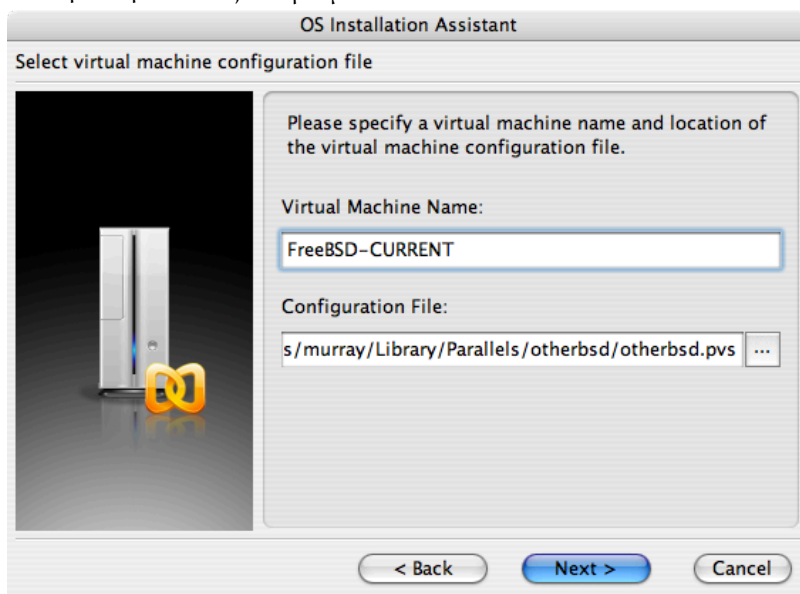 OS Installation Assistant
Select virtual machine configuration file
Please specify a virtual machine name and location of
the virtual machine configuration file.
Virtual Machine Name:
FreeBSD-CURRENT
Configuration File:
s/murray/Library/Parallels/otherbsd/otherbsd.pvs ...
< Back Next > Cancel